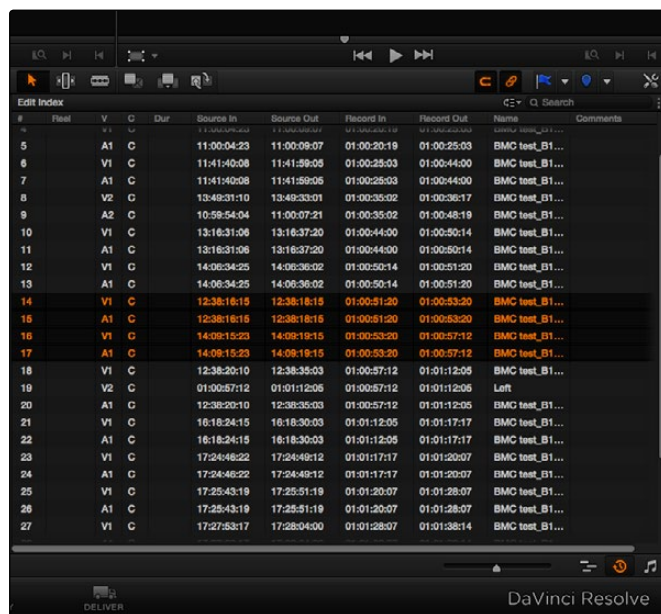 Edit Index Search
# Reel V C Dur Source In Source Out Record In Record Out Name Comments
5 A1 C 11:00:04:23 11:00:09:07 01:00:20:19 01:00:25:03 BMC test_B1...
6 V1 C 11:41:40:08 11:41:59:05 01:00:25:03 01:00:44:00 BMC test_B1...
7 A1 C 11:41:40:08 11:41:59:05 01:00:25:03 01:00:44:00 BMC test_B1...
8 V2 C 13:49:31:10 13:49:33:01 01:00:35:02 01:00:36:17 BMC test_B1...
9 A2 C 10:59:54:04 11:00:07:21 01:00:35:02 01:00:48:19 BMC test_B1...
10 V1 C 13:16:31:06 13:16:37:20 01:00:44:00 01:00:50:14 BMC test_B1...
11 A1 C 13:16:31:06 13:16:37:20 01:00:44:00 01:00:50:14 BMC test_B1...
12 V1 C 14:06:34:25 14:06:36:02 01:00:50:14 01:00:51:20 BMC test_B1...
13 A1 C 14:06:34:25 14:06:36:02 01:00:50:14 01:00:51:20 BMC test_B1...
14 V1 C 12:38:16:15 12:38:18:15 01:00:51:20 01:00:53:20 BMC test_B1...
15 A1 C 12:38:16:15 12:38:18:15 01:00:51:20 01:00:53:20 BMC test_B1...
16 V1 C 14:09:15:23 14:09:19:15 01:00:53:20 01:00:57:12 BMC test_B1...
17 A1 C 14:09:15:23 14:09:19:15 01:00:53:20 01:00:57:12 BMC test_B1...
18 V1 C 12:38:20:10 12:38:35:03 01:00:57:12 01:01:12:05 BMC test_B1...
19 V2 C 01:00:57:12 01:01:12:05 01:00:57:12 01:01:12:05 Left
20 A1 C 12:38:20:10 12:38:35:03 01:00:57:12 01:01:12:05 BMC test_B1...
21 V1 C 16:18:24:15 16:18:30:03 01:01:12:05 01:01:17:17 BMC test_B1...
22 A1 C 16:18:24:15 16:18:30:03 01:01:12:05 01:01:17:17 BMC test_B1...
23 V1 C 17:24:46:22 17:24:49:12 01:01:17:17 01:01:20:07 BMC test_B1...
24 A1 C 17:24:46:22 17:24:49:12 01:01:17:17 01:01:20:07 BMC test_B1...
25 V1 C 17:25:43:19 17:25:51:19 01:01:20:07 01:01:28:07 BMC test_B1...
26 A1 C 17:25:43:19 17:25:51:19 01:01:20:07 01:01:28:07 BMC test_B1...
27 V1 C 17:27:53:17 17:28:04:00 01:01:28:07 01:01:38:14 BMC test_B1...
DELIVER
DaVinci Resolve